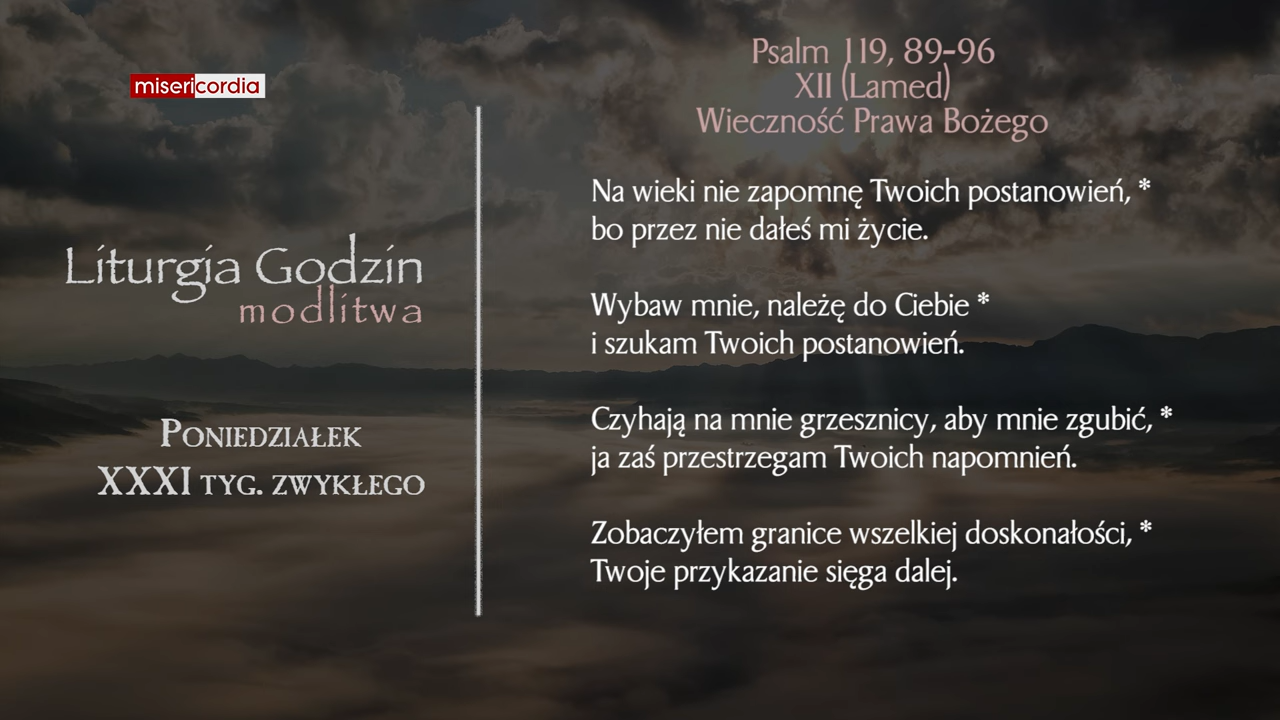 misericordia
Liturgia Godzin
modlitwa
Poniedziałek
XXXI tyg. zwykłego
Psalm 119, 89-96
XII (Lamed)
Wieczność Prawa Bożego
Na wieki nie zapomnę Twoich postanowień, *
bo przez nie dałeś mi życie.
Wybaw mnie, należę do Ciebie *
i szukam Twoich postanowień.
Czyhają na mnie grzesznicy, aby mnie zgubić, *
ja zaś przestrzegam Twoich napomnień.
Zobaczyłem granice wszelkiej doskonałości, *
Twoje przykazanie sięga dalej.